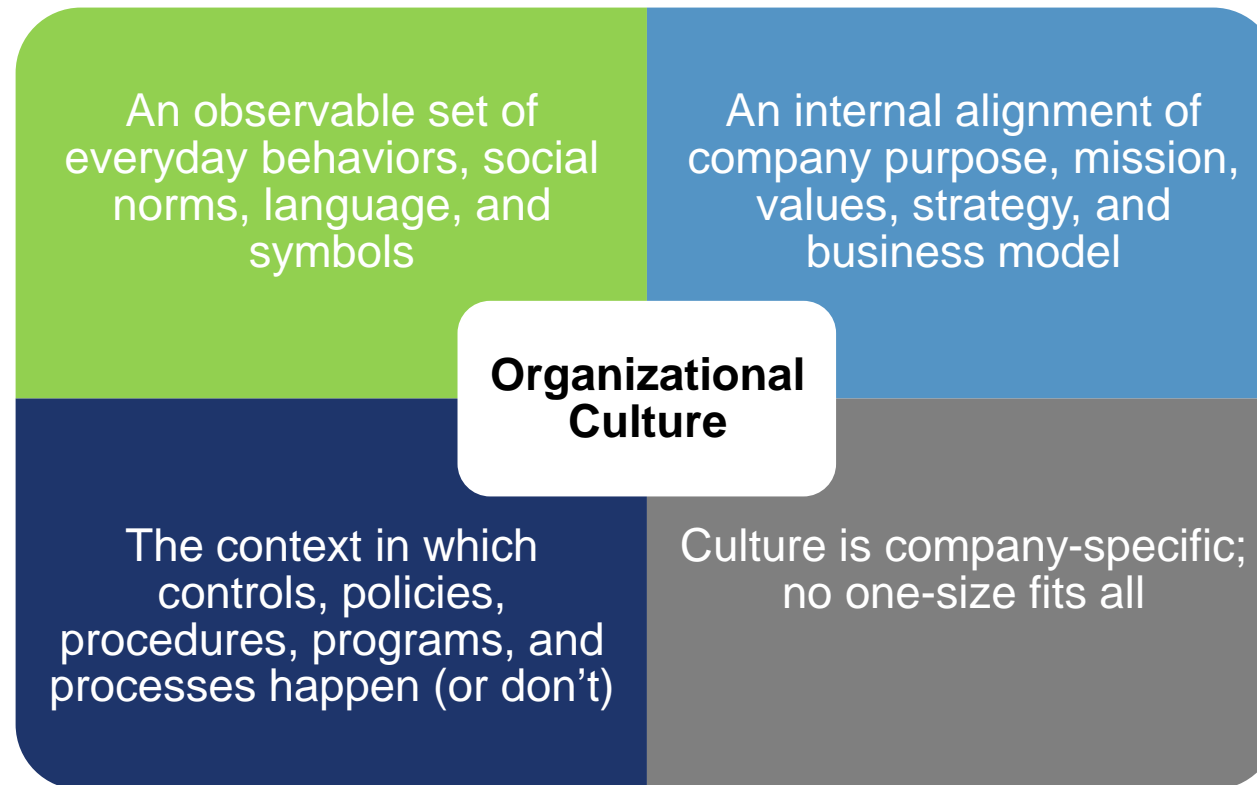 An observable set of
everyday behaviors, social
norms, language, and
symbols
An internal alignment of
company purpose, mission,
values, strategy, and
business model
Organizational
Culture
The context in which
controls, policies,
procedures, programs, and
processes happen (or don’t)
Culture is company-specific;
no one-size fits all